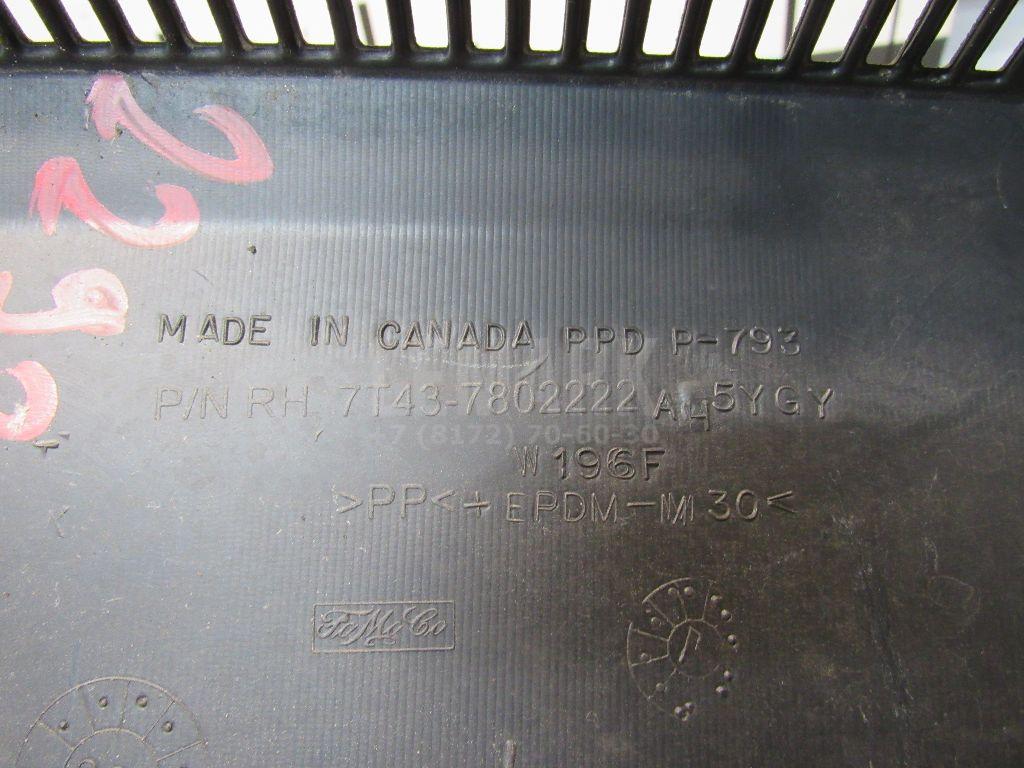 MADE IN CANADA PPD P-793
P/N RH 7T43-7802222 AH 5YGY
+7 (8172) 70-60-30
W196F
>PP<+ EPDM-M 30<
FoMoCo